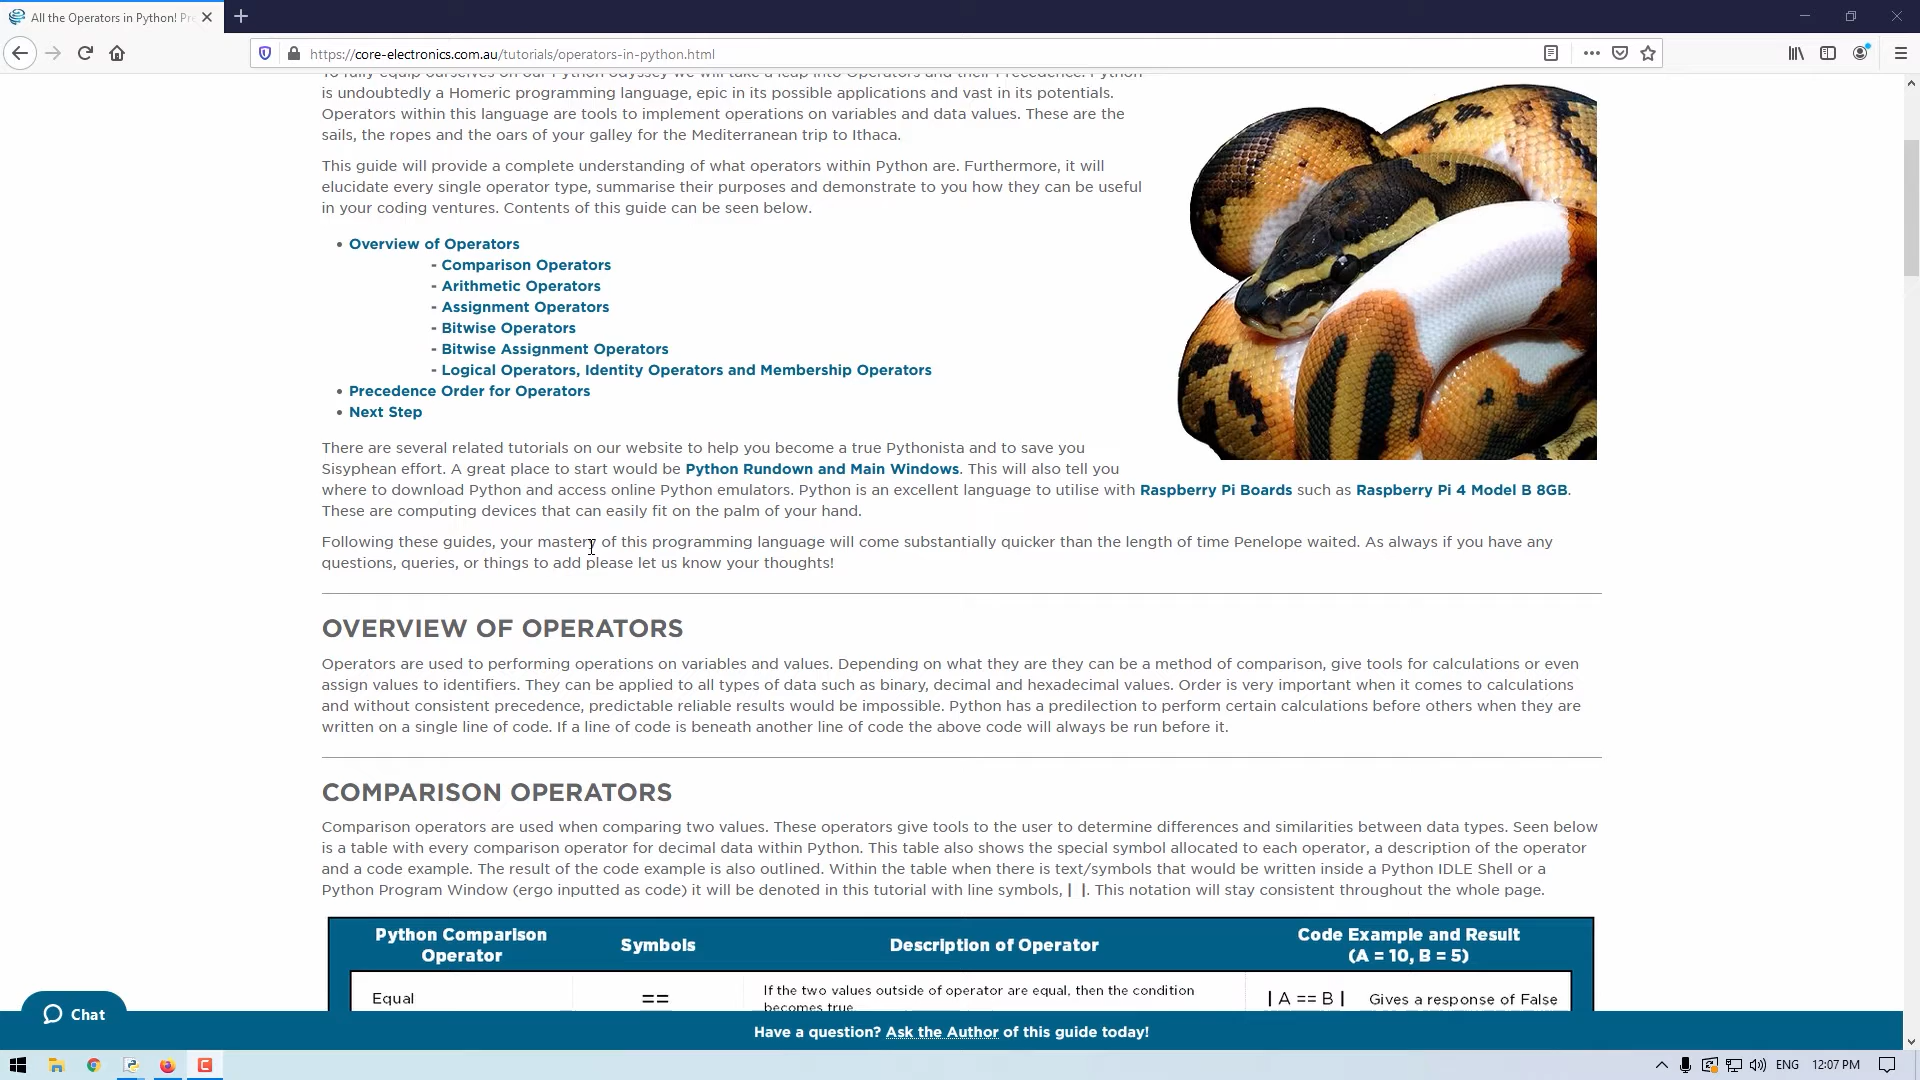 All the Operators in Python! Pr
https://core-electronics.com.au/tutorials/operators-in-python.html
To fully equip ourselves on our Python odyssey we will take a leap into Operators and their Precedence. Python
is undoubtedly a Homeric programming language, epic in its possible applications and vast in its potentials.
Operators within this language are tools to implement operations on variables and data values. These are the
sails, the ropes and the oars of your galley for the Mediterranean trip to Ithaca.
This guide will provide a complete understanding of what operators within Python are. Furthermore, it will
elucidate every single operator type, summarise their purposes and demonstrate to you how they can be useful
in your coding ventures. Contents of this guide can be seen below.
• Overview of Operators
- Comparison Operators
- Arithmetic Operators
- Assignment Operators
- Bitwise Operators
- Bitwise Assignment Operators
- Logical Operators, Identity Operators and Membership Operators
• Precedence Order for Operators
• Next Step
There are several related tutorials on our website to help you become a true Pythonista and to save you
Sisyphean effort. A great place to start would be Python Rundown and Main Windows. This will also tell you
where to download Python and access online Python emulators. Python is an excellent language to utilise with Raspberry Pi Boards such as Raspberry Pi 4 Model B 8GB.
These are computing devices that can easily fit on the palm of your hand.
Following these guides, your mastery of this programming language will come substantially quicker than the length of time Penelope waited. As always if you have any
questions, queries, or things to add please let us know your thoughts!
OVERVIEW OF OPERATORS
Operators are used to performing operations on variables and values. Depending on what they are they can be a method of comparison, give tools for calculations or even
assign values to identifiers. They can be applied to all types of data such as binary, decimal and hexadecimal values. Order is very important when it comes to calculations
and without consistent precedence, predictable reliable results would be impossible. Python has a predilection to perform certain calculations before others when they are
written on a single line of code. If a line of code is beneath another line of code the above code will always be run before it.
COMPARISON OPERATORS
Comparison operators are used when comparing two values. These operators give tools to the user to determine differences and similarities between data types. Seen below
is a table with every comparison operator for decimal data within Python. This table also shows the special symbol allocated to each operator, a description of the operator
and a code example. The result of the code example is also outlined. Within the table when there is text/symbols that would be written inside a Python IDLE Shell or a
Python Program Window (ergo inputted as code) it will be denoted in this tutorial with line symbols, | |. This notation will stay consistent throughout the whole page.
Python Comparison
Operator
Symbols
Description of Operator
Code Example and Result
(A = 10, B = 5)
Equal
==
If the two values outside of operator are equal, then the condition
becomes true
| A == B | Gives a response of False
Chat
Have a question? Ask the Author of this guide today!
ENG
12:07 PM